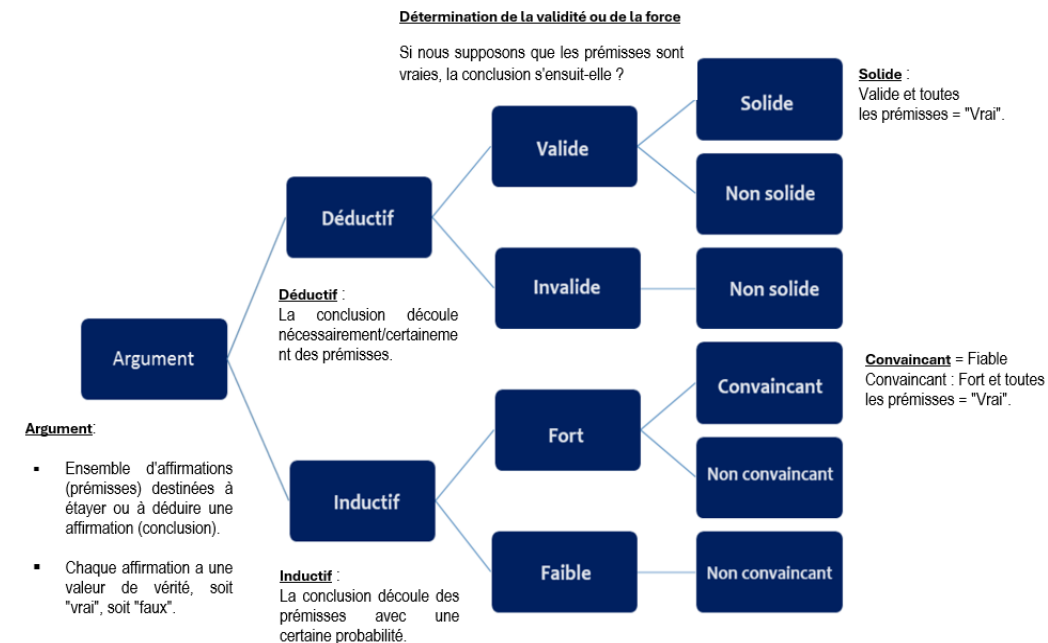 Détermination de la validité ou de la force
Si nous supposons que les prémisses sont
vraies, la conclusion s'ensuit-elle ?
Solide
Solide :
Valide et toutes
les prémisses = "Vrai".
Valide
Non solide
Déductif
Déductif :
La conclusion découle
nécessairement/certaineme
nt des prémisses.
Invalide
Non solide
Argument
Argument:
▪ Ensemble d'affirmations
(prémisses) destinées à
étayer ou à déduire une
affirmation (conclusion).
▪ Chaque affirmation a une
valeur de vérité, soit
"vrai", soit "faux".
Convaincant
Convaincant = Fiable
Convaincant : Fort et toutes
les prémisses = "Vrai".
Fort
Non convaincant
Inductif
Inductif :
La conclusion découle des
prémisses avec une
certaine probabilité.
Faible
Non convaincant